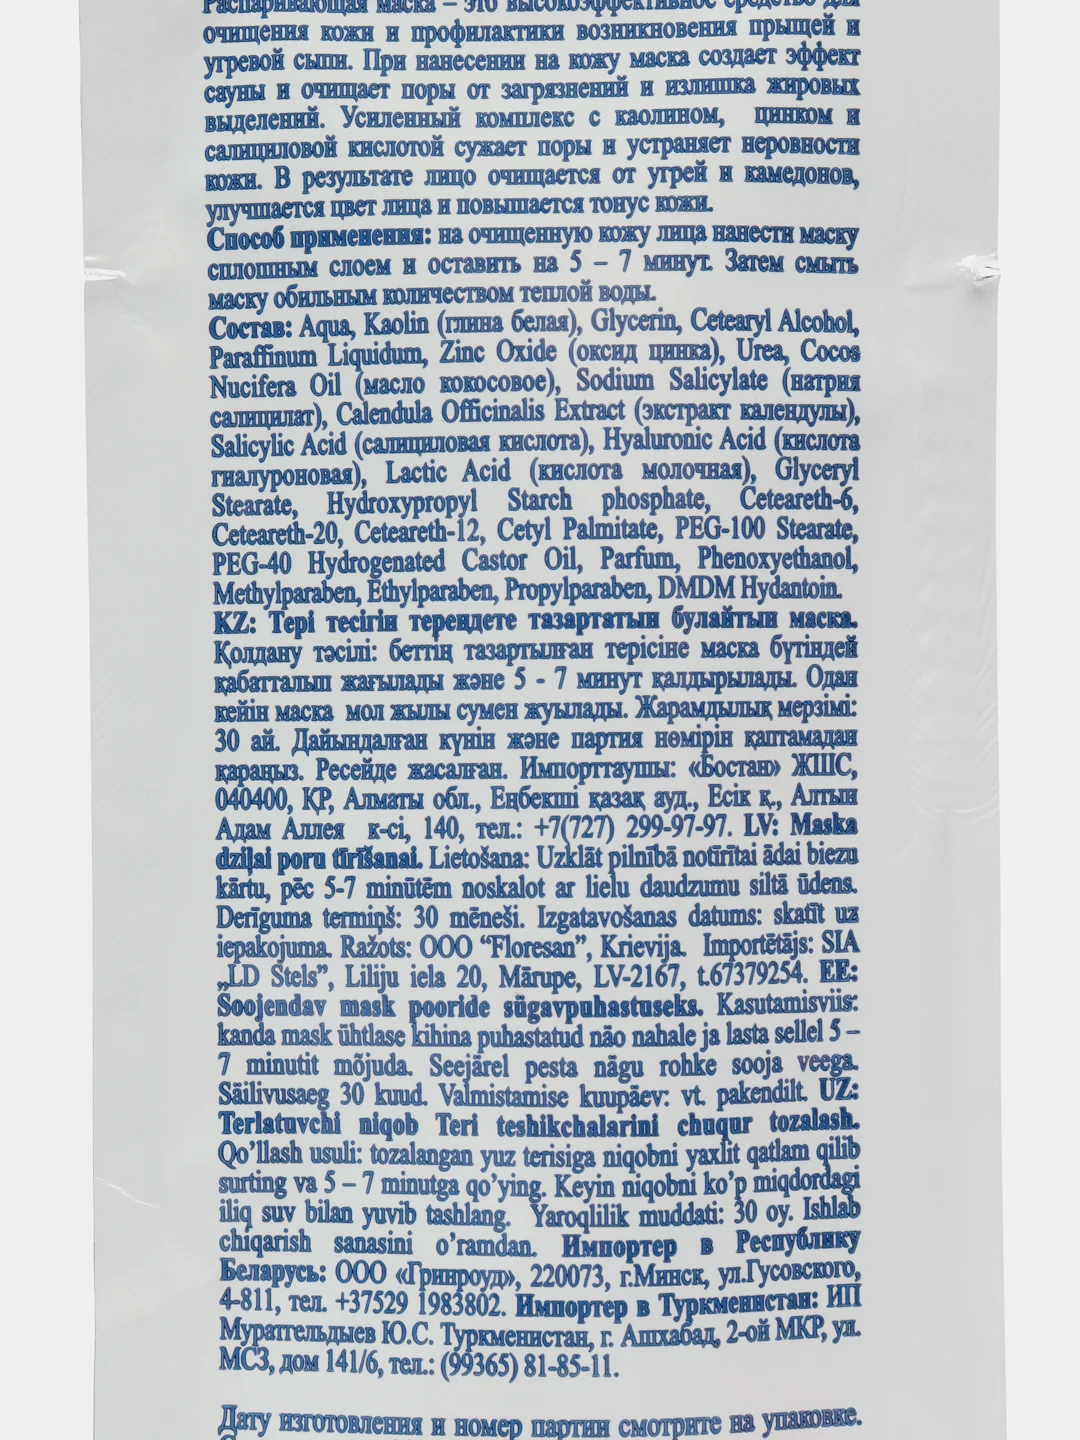 Распаривающая маска – это высокоэффективное средство для
очищения кожи и профилактики возникновения прыщей и
угревой сыпи. При нанесении на кожу маска создает эффект
сауны и очищает поры от загрязнений и излишка жировых
выделений. Усиленный комплекс с каолином, цинком и
салициловой кислотой сужает поры и устраняет неровности
кожи. В результате лицо очищается от угрей и камедонов,
улучшается цвет лица и повышается тонус кожи.
Способ применения: на очищенную кожу лица нанести маску
сплошным слоем и оставить на 5 – 7 минут. Затем смыть
маску обильным количеством теплой воды.
Состав: Aqua, Kaolin (глина белая), Glycerin, Cetearyl Alcohol,
Paraffinum Liquidum, Zinc Oxide (оксид цинка), Urea, Cocos
Nucifera Oil (масло кокосовое), Sodium Salicylate (натрия
салицилат), Calendula Officinalis Extract (экстракт календулы),
Salicylic Acid (салициловая кислота), Hyaluronic Acid (кислота
гиалуроновая), Lactic Acid (кислота молочная), Glyceryl
Stearate, Hydroxypropyl Starch phosphate, Ceteareth-6,
Ceteareth-20, Ceteareth-12, Cetyl Palmitate, PEG-100 Stearate,
PEG-40 Hydrogenated Castor Oil, Parfum, Phenoxyethanol,
Methylparaben, Ethylparaben, Propylparaben, DMDM Hydantoin.
KZ: Тері тесігін тереңдете тазартатын булайтын маска.
Қолдану тәсілі: беттің тазартылған терісіне маска бүтіндей
қабатталып жағылады және 5 - 7 минут қалдырылады. Одан
кейін маска мол жылы сумен жуылады. Жарамдылық мерзімі:
30 ай. Дайындалған күнін және партия нөмірін қаптамадан
қараңыз. Ресейде жасалған. Импорттаушы: «Бостан» ЖШС,
040400, ҚР, Алматы обл., Еңбекші қазақ ауд., Есік қ., Алтын
Адам Аллея к-сі, 140, тел.: +7(727) 299-97-97. LV: Maska
dziļai poru tīrīšanai. Lietošana: Uzklāt pilnībā notīrītai ādai biezu
kārtu, pēc 5-7 minūtēm noskalot ar lielu daudzumu siltā ūdens.
Derīguma termiņš: 30 mēneši. Izgatavošanas datums: skatīt uz
iepakojuma. Ražots: OOO “Floresan”, Krievija. Importētājs: SIA
„LD Stels”, Liliju iela 20, Mārupe, LV-2167, t.67379254. EE:
Soojendav mask pooride sügavpuhastuseks. Kasutamisviis:
kanda mask ühtlase kihina puhastatud näo nahale ja lasta sellel 5 –
7 minutit mõjuda. Seejärel pesta nägu rohke sooja veega.
Säilivusaeg 30 kuud. Valmistamise kuupäev: vt. pakendilt. UZ:
Terlatuvchi niqob Teri teshikchalarini chuqur tozalash.
Qo’llash usuli: tozalangan yuz terisiga niqobni yaxlit qatlam qilib
surting va 5 – 7 minutga qo’ying. Keyin niqobni ko’p miqdordagi
iliq suv bilan yuvib tashlang. Yaroqlilik muddati: 30 oy. Ishlab
chiqarish sanasini o’ramdan. Импортер в Республику
Беларусь: ООО «Гринроуд», 220073, г.Минск, ул.Гусовского,
4-811, тел. +37529 1983802. Импортер в Туркменистан: ИП
Мураттельдыев Ю.С. Туркменистан, г. Ашхабад, 2-ой МКР, ул.
МСЗ, дом 141/6, тел.: (99365) 81-85-11.
Дату изготовления и номер партии смотрите на упаковке.